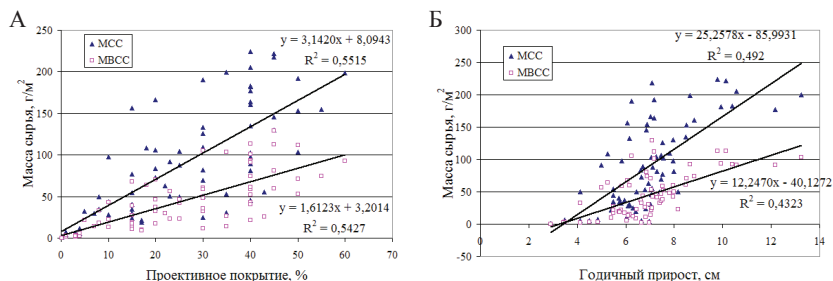 А
Масса сырья, г/м²
250
200
150
100
50
0
0 10 20 30 40 50 60 70
Проективное покрытие, %
МСС
МВСС
y = 3,1420x + 8,0943
R² = 0,5515
1,6123x + 3,2014
R² = 0,5427
Б
Масса сырья, г/м²
300
250
200
150
100
50
0
-50
2 4 6 8 10 12 14
Годичный прирост, см
МСС
МВСС
y = 25,2578x - 85,9931
R² = 0,492
12,2470x - 40,1272
R² = 0,4323